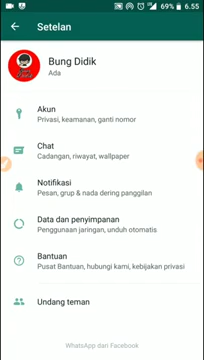 69% 6.55
Setelan
Bung Didik
Ada
Akun
Privasi, keamanan, ganti nomor
Chat
Cadangan, riwayat, wallpaper
Notifikasi
Pesan, grup & nada dering panggilan
Data dan penyimpanan
Penggunaan jaringan, unduh otomatis
Bantuan
Pusat Bantuan, hubungi kami, kebijakan privasi
Undang teman
WhatsApp dari Facebook